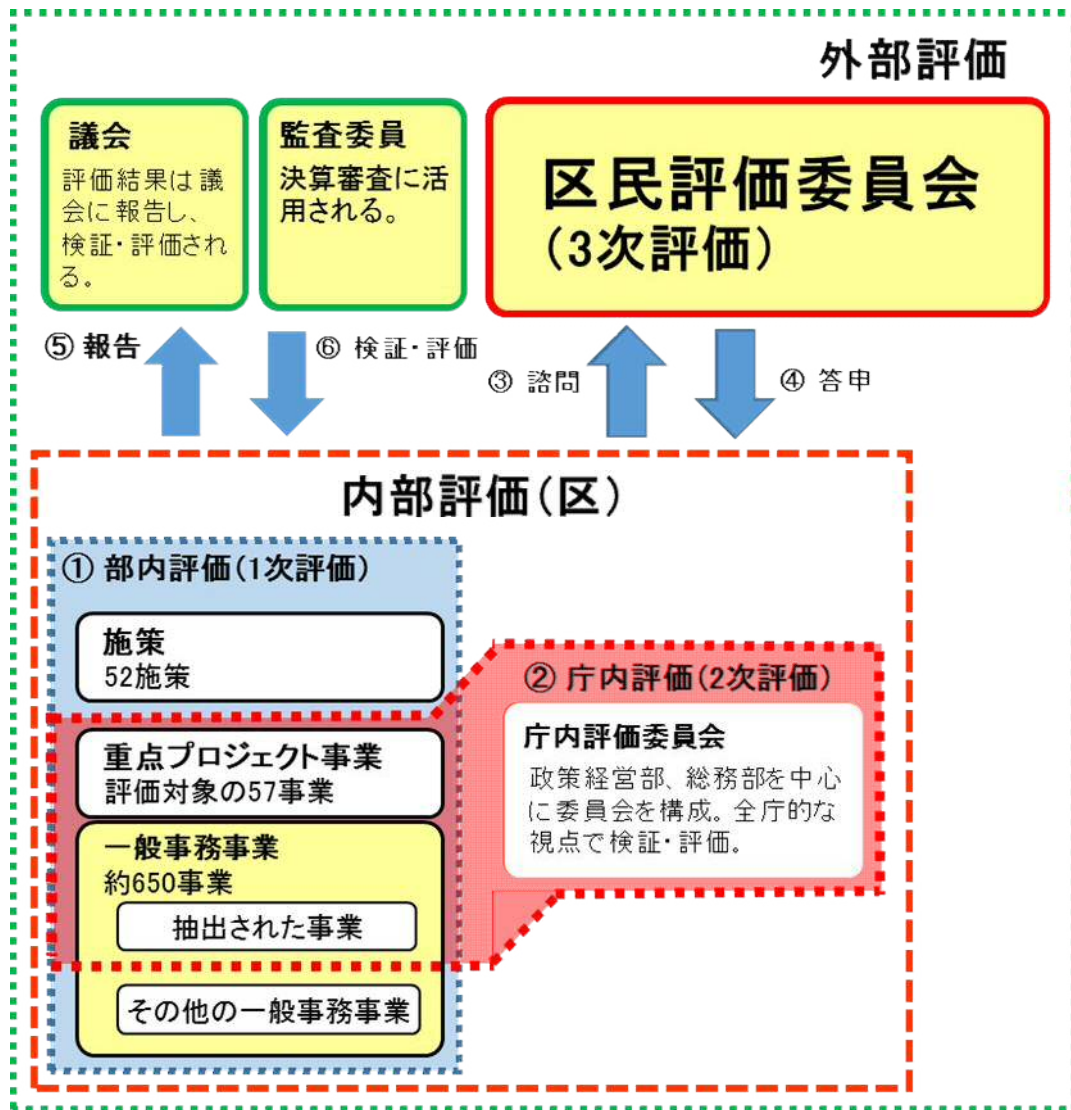 外部評価
議会
評価結果は議
会に報告し、
検証・評価され
る。
監査委員
決算審査に活
用される。
区民評価委員会
(3次評価)
⑤ 報告
⑥ 検証・評価
③ 諮問
④ 答申
内部評価(区)
① 部内評価(1次評価)
施策
52施策
重点プロジェクト事業
評価対象の57事業
一般事務事業
約650事業
抽出された事業
その他の一般事務事業
② 庁内評価(2次評価)
庁内評価委員会
政策経営部、総務部を中心
に委員会を構成。全庁的な
視点で検証・評価。